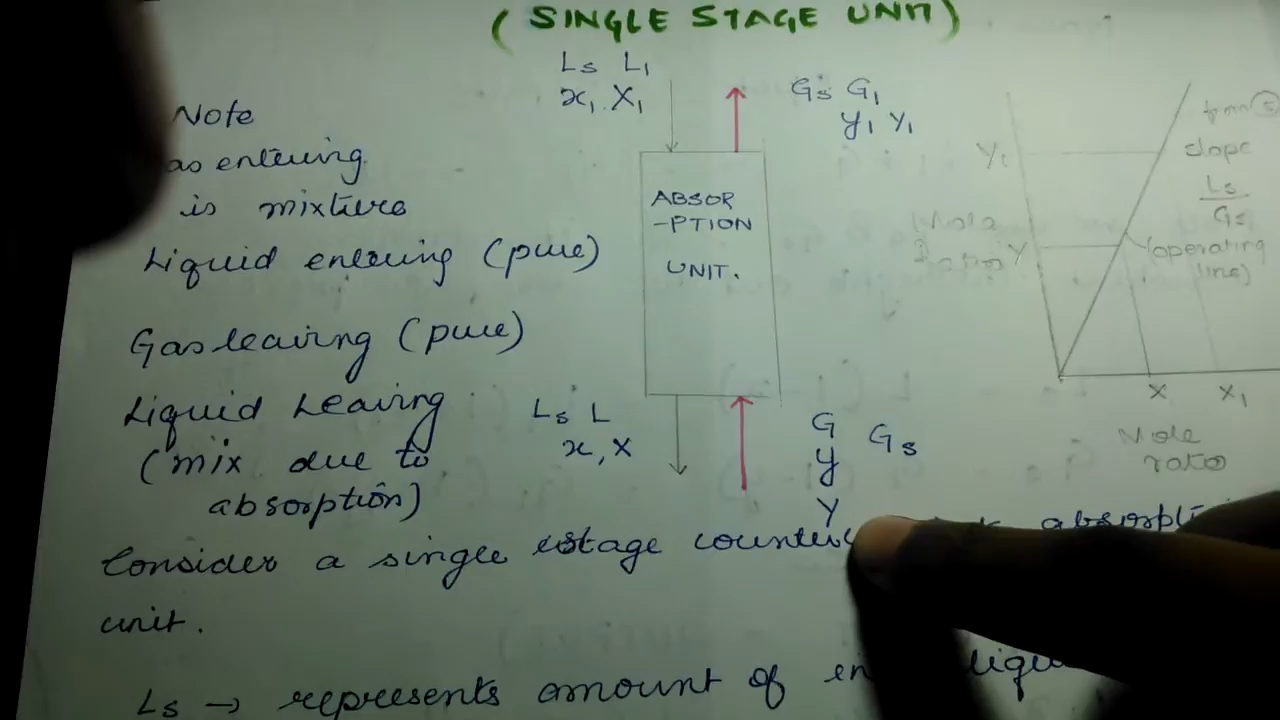 ( SINGLE STAGE UNIT)
Ls L1
x1 X1
Gs G1
y1 Y1
Note
as entering
is mixture
Liquid entering (pure)
Gas leaving (pure)
Liquid Leaving
(mix due to
absorption)
ABSOR
-PTION
UNIT.
Ls L
x, X
G Gs
y
Y
Y1
slope
Ls
Gs
Mole
Y
(operating
line)
X X1
Mole
ratio
Consider a single stage
unit.
Ls → represents amount of